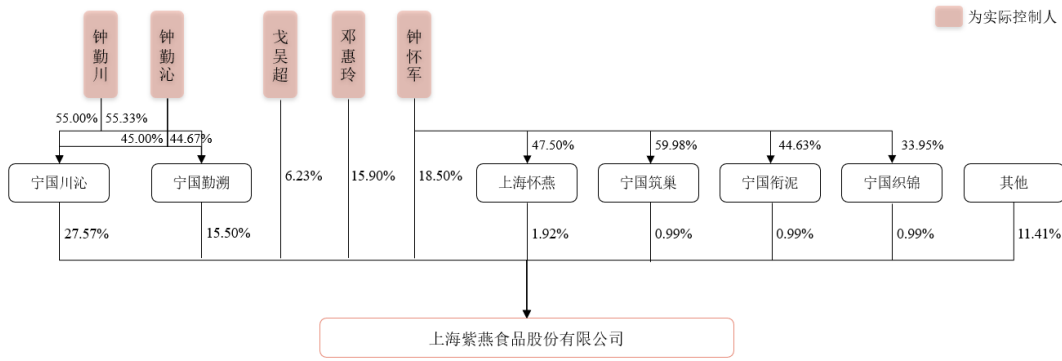 为实际控制人
钟勤川
钟勤沁
戈吴超
邓惠玲
钟怀军
55.00%
55.33%
45.00%
44.67%
47.50%
59.98%
44.63%
33.95%
宁国川沁
宁国勤溯
6.23%
15.90%
18.50%
上海怀燕
宁国筑巢
宁国衔泥
宁国织锦
其他
27.57%
15.50%
1.92%
0.99%
0.99%
0.99%
11.41%
上海紫燕食品股份有限公司